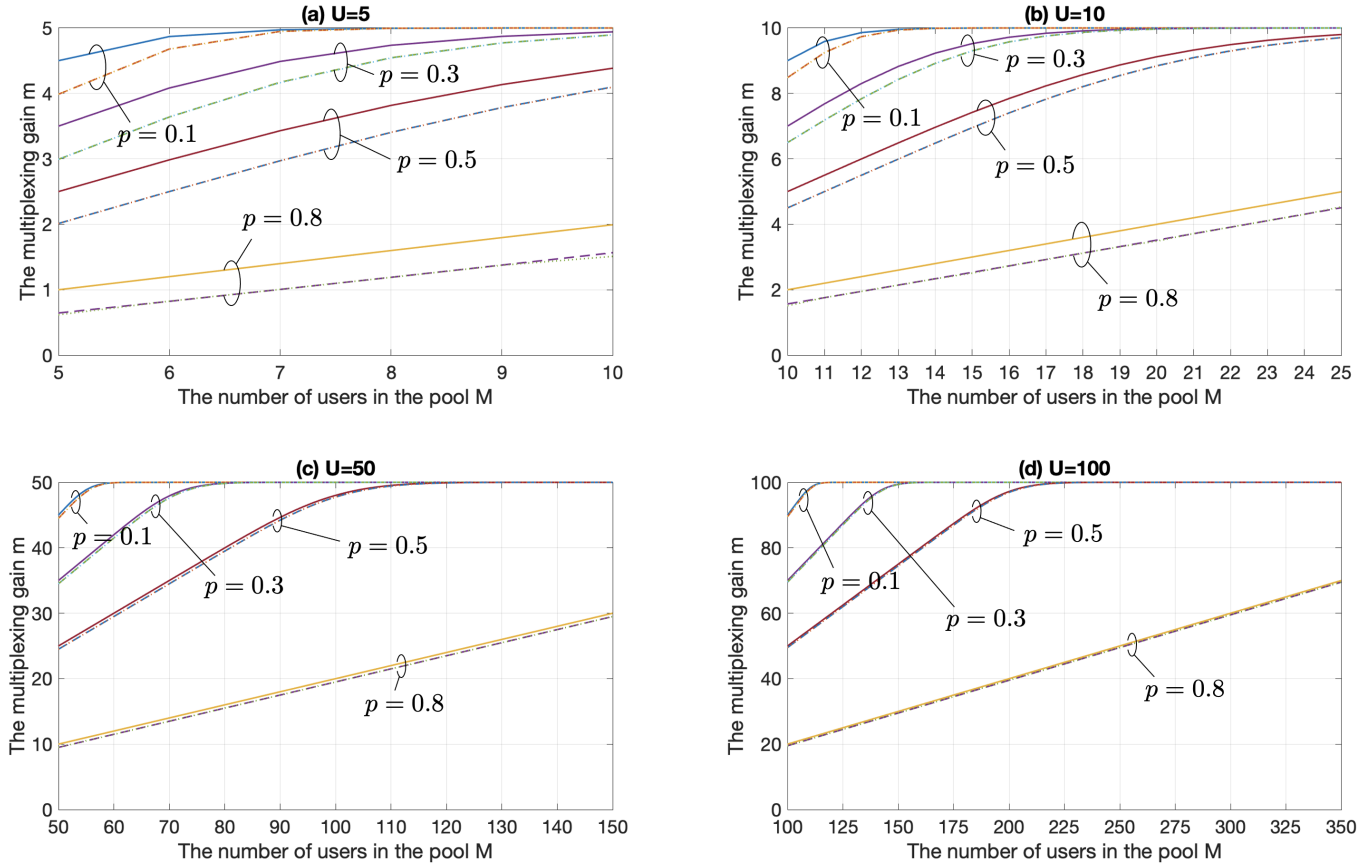 (a) U=5
The multiplexing gain m
5
4
3
2
1
0
p = 0.1
p = 0.3
p = 0.5
p = 0.8
5 6 7 8 9 10
The number of users in the pool M
(b) U=10
The multiplexing gain m
10
8
6
4
2
0
p = 0.1
p = 0.3
p = 0.5
p = 0.8
10 11 12 13 14 15 16 17 18 19 20 21 22 23 24 25
The number of users in the pool M
(c) U=50
The multiplexing gain m
50
40
30
20
10
0
p = 0.1
p = 0.3
p = 0.5
p = 0.8
50 60 70 80 90 100 110 120 130 140 150
The number of users in the pool M
(d) U=100
The multiplexing gain m
100
80
60
40
20
0
p = 0.1
p = 0.3
p = 0.5
p = 0.8
100 125 150 175 200 225 250 275 300 325 350
The number of users in the pool M